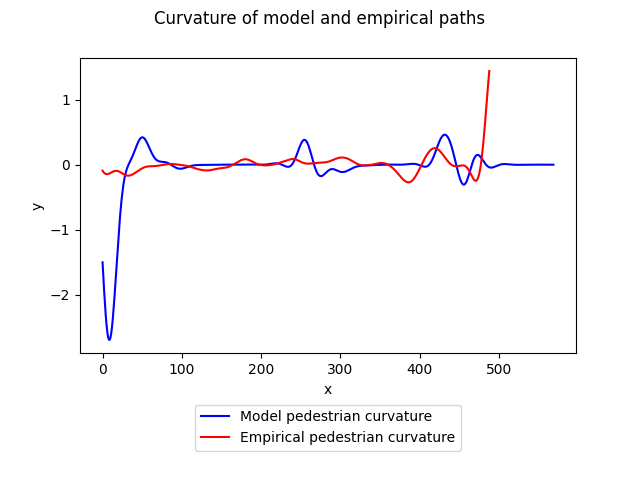 Curvature of model and empirical paths
1
0
−1
−2
y
0 100 200 300 400 500
x
Model pedestrian curvature
Empirical pedestrian curvature